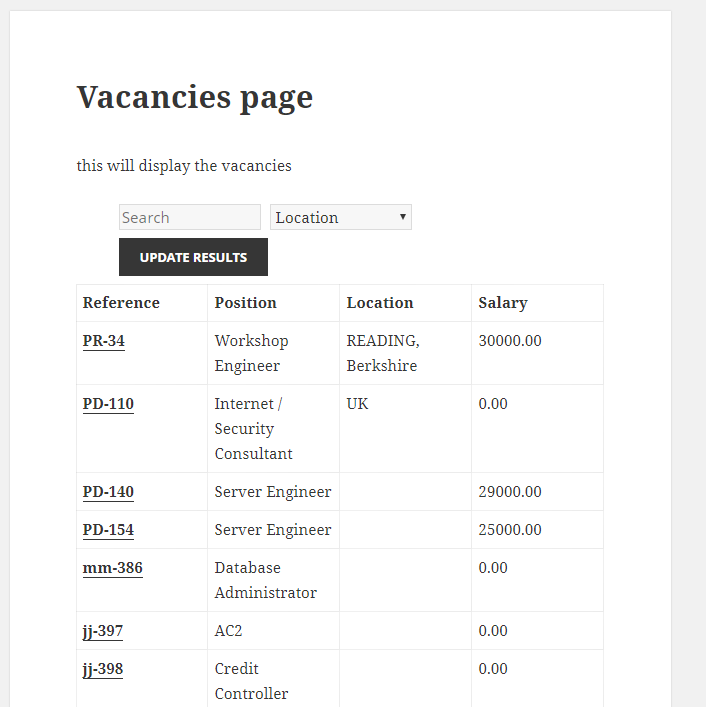 Vacancies page
this will display the vacancies
Search Location
UPDATE RESULTS
Reference Position Location Salary
PR-34 Workshop READING, 30000.00
Engineer Berkshire
PD-110 Internet / UK 0.00
Security
Consultant
PD-140 Server Engineer 29000.00
PD-154 Server Engineer 25000.00
mm-386 Database 0.00
Administrator
jj-397 AC2 0.00
jj-398 Credit 0.00
Controller